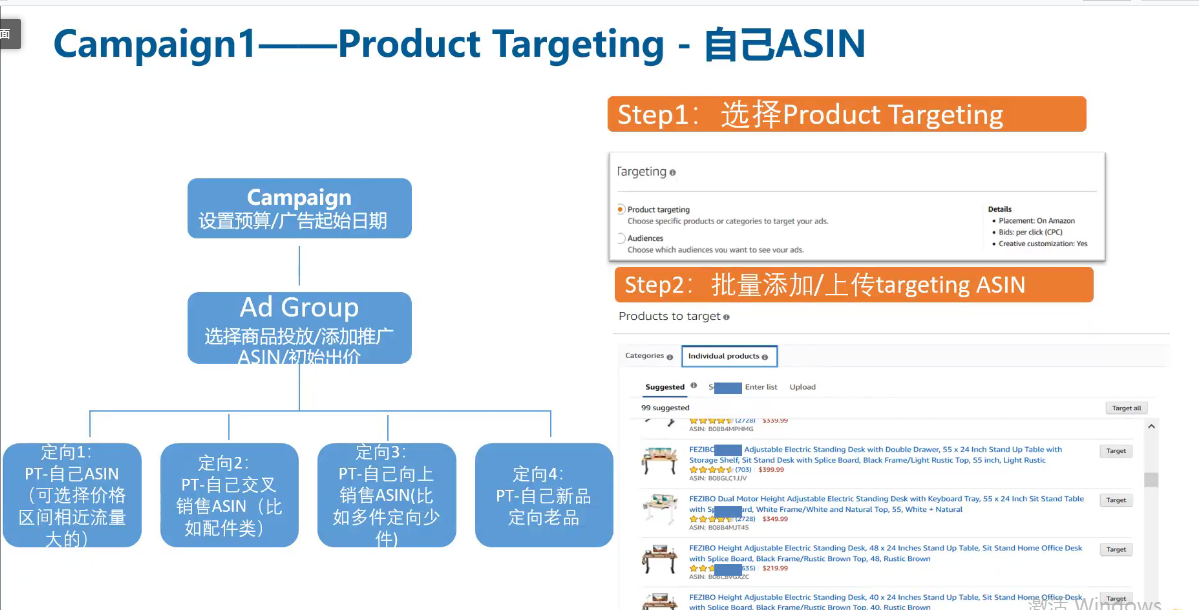 面
Campaign1——Product Targeting - 自己ASIN
Campaign
设置预算/广告起始日期
Ad Group
选择商品投放/添加推广
ASIN/初始出价
定向1:
PT-自己ASIN
（可选择价格
区间相近流量
大的）
定向2:
PT-自己交叉
销售ASIN（比
如配件类）
定向3:
PT-自己向上
销售ASIN(比
如多件定向少
件)
定向4:
PT-自己新品
定向老品
Step1： 选择Product Targeting
Targeting
Product targeting
Choose specific products or categories to target your ads.
Audiences
Choose which audiences you want to see your ads.
Details
• Placement: On Amazon
• Bids: per click (CPC)
• Creative customization: Yes
Step2： 批量添加/上传targeting ASIN
Products to target
Categories Individual products
Suggested Enter list Upload
99 suggested Target all
(2728) $339.99
ASIN: B08B4MPHMG
FEZIBO Adjustable Electric Standing Desk with Double Drawer, 55 x 24 Inch Stand Up Table with Target
Storage Shelf, Sit Stand Desk with Splice Board, Black Frame/Light Rustic Top, 55 inch, Light Rustic
(703) $399.99
FEZIBO Dual Motor Height Adjustable Electric Standing Desk with Keyboard Tray, 55 x 24 Inch Sit Stand Table Target
with Board, White Frame/White and Natural Top, 55, White + Natural
(2728) $349.99
ASIN: B08B4MJT45
FEZIBO Height Adjustable Electric Standing Desk, 48 x 24 Inches Stand Up Table, Sit Stand Home Office Desk Target
with Splice Board, Black Frame/Rustic Brown Top, 48, Rustic Brown
635) $219.99
FEZIBO Height Adjustable Electric Standing Desk, 40 x 24 Inches Stand Up Table, Sit Stand Home Office Desk Target
with Splice Board, Black Frame/Rustic Brown Top, 40, Rustic Brown
激活 Windows